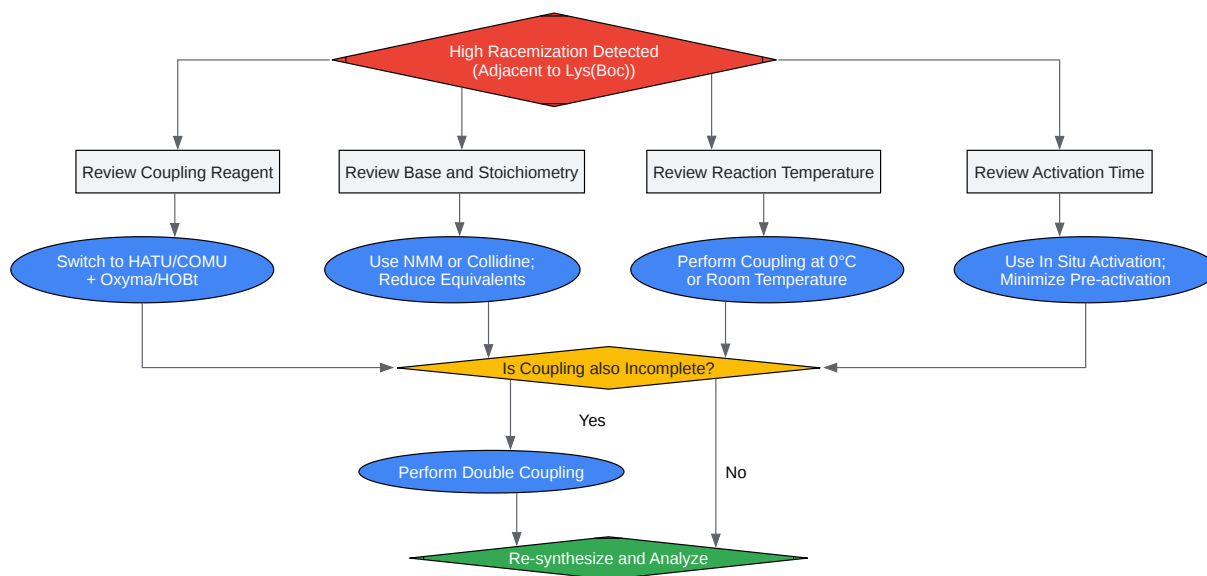 High Racemization Detected
(Adjacent to Lys(Boc))
Review Coupling Reagent
Review Base and Stoichiometry
Review Reaction Temperature
Review Activation Time
Switch to HATU/COMU
+ Oxyma/HOBt
Use NMM or Collidine;
Reduce Equivalents
Perform Coupling at 0°C
or Room Temperature
Use In Situ Activation;
Minimize Pre-activation
Is Coupling also Incomplete?
Yes
Perform Double Coupling
No
Re-synthesize and Analyze